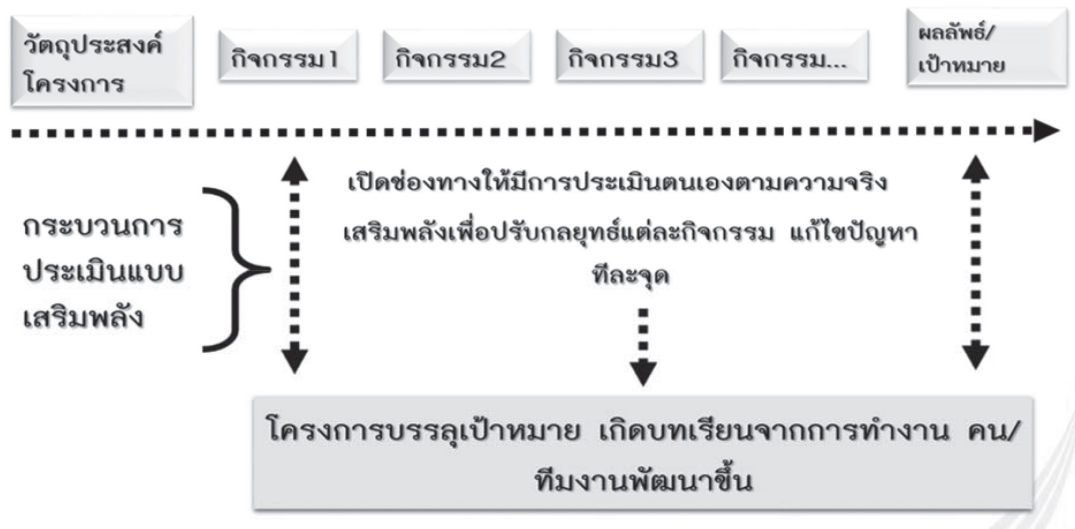 วัตถุประสงค์
โครงการ
กิจกรรม1
กิจกรรม2
กิจกรรม3
กิจกรรม...
ผลลัพธ์/
เป้าหมาย
กระบวนการ
ประเมินแบบ
เสริมพลัง
เปิดช่องทางให้มีการประเมินตนเองตามความจริง
เสริมพลังเพื่อปรับกลยุทธ์แต่ละกิจกรรม แก้ไขปัญหา
ทีละจุด
โครงการบรรลุเป้าหมาย เกิดบทเรียนจากการทำงาน คน/
ทีมงานพัฒนาขึ้น